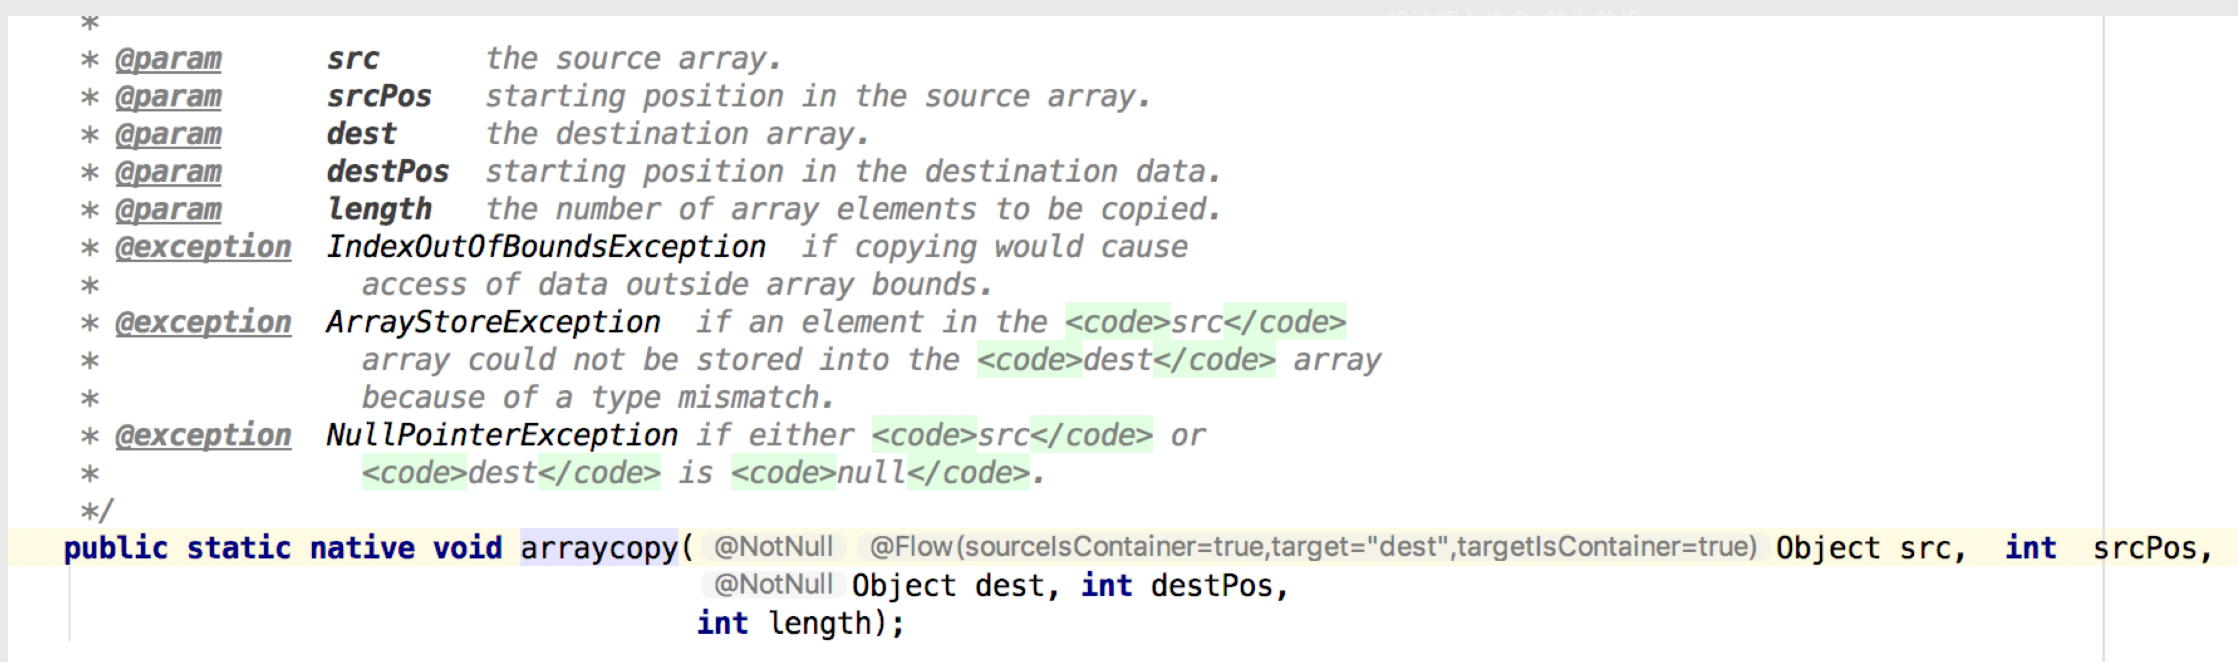 *
* @param src the source array.
* @param srcPos starting position in the source array.
* @param dest the destination array.
* @param destPos starting position in the destination data.
* @param length the number of array elements to be copied.
* @exception IndexOutOfBoundsException if copying would cause
* access of data outside array bounds.
* @exception ArrayStoreException if an element in the <code>src</code>
* array could not be stored into the <code>dest</code> array
* because of a type mismatch.
* @exception NullPointerException if either <code>src</code> or
* <code>dest</code> is <code>null</code>.
*/
public static native void arraycopy( @NotNull @Flow(sourceIsContainer=true,target="dest",targetIsContainer=true) Object src, int srcPos,
@NotNull Object dest, int destPos,
int length);